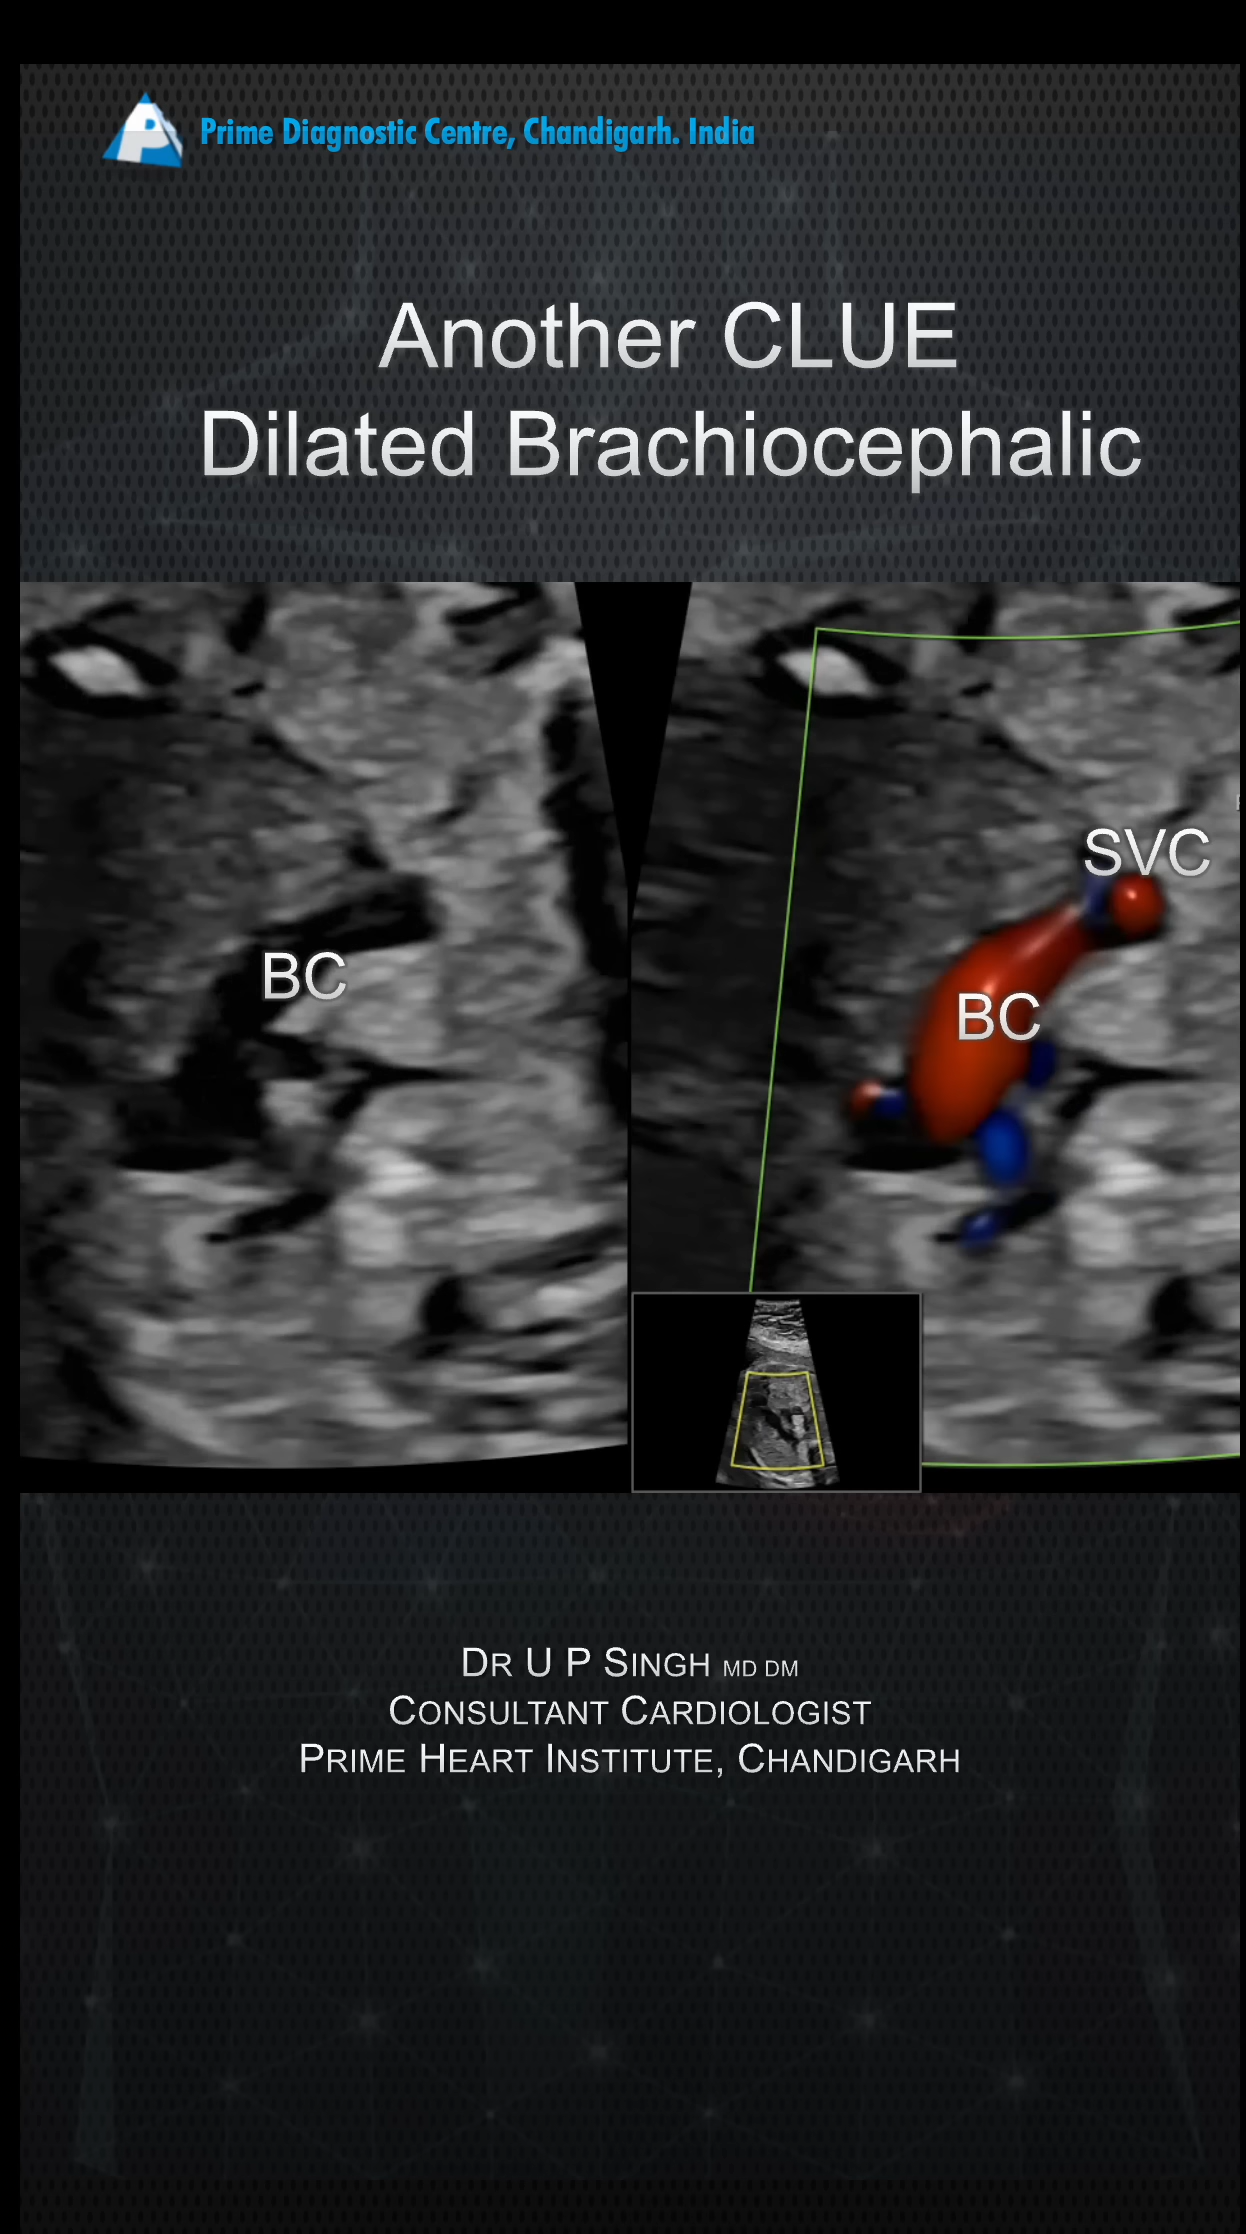 Prime Diagnostic Centre, Chandigarh. India
Another CLUE
Dilated Brachiocephalic
SVC
BC
BC
DR U P SINGH MD DM
CONSULTANT CARDIOLOGIST
PRIME HEART INSTITUTE, CHANDIGARH